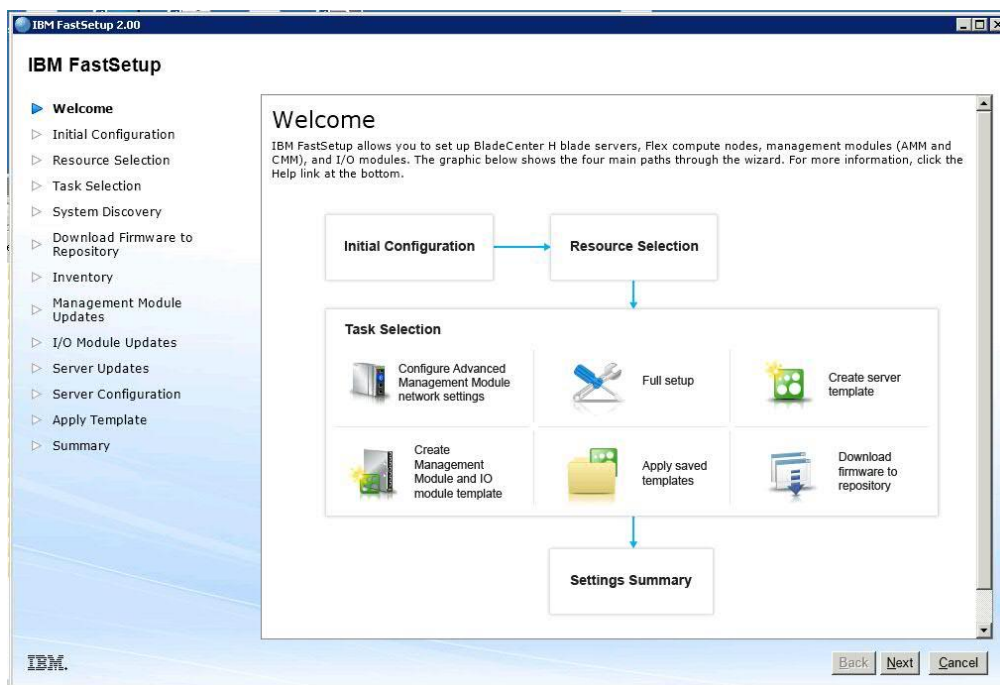 IBM FastSetup 2.00
IBM FastSetup
Welcome
Initial Configuration
Resource Selection
Task Selection
System Discovery
Download Firmware to
Repository
Inventory
Management Module
Updates
I/O Module Updates
Server Updates
Server Configuration
Apply Template
Summary
Welcome
IBM FastSetup allows you to set up BladeCenter H blade servers, Flex compute nodes, management modules (AMM and
CMM), and I/O modules. The graphic below shows the four main paths through the wizard. For more information, click the
Help link at the bottom.
Initial Configuration
Resource Selection
Task Selection
Configure Advanced
Management Module
network settings
Full setup
Create server
template
Create
Management
Module and IO
module template
Apply saved
templates
Download
firmware to
repository
Settings Summary
IBM.
Back
Next
Cancel